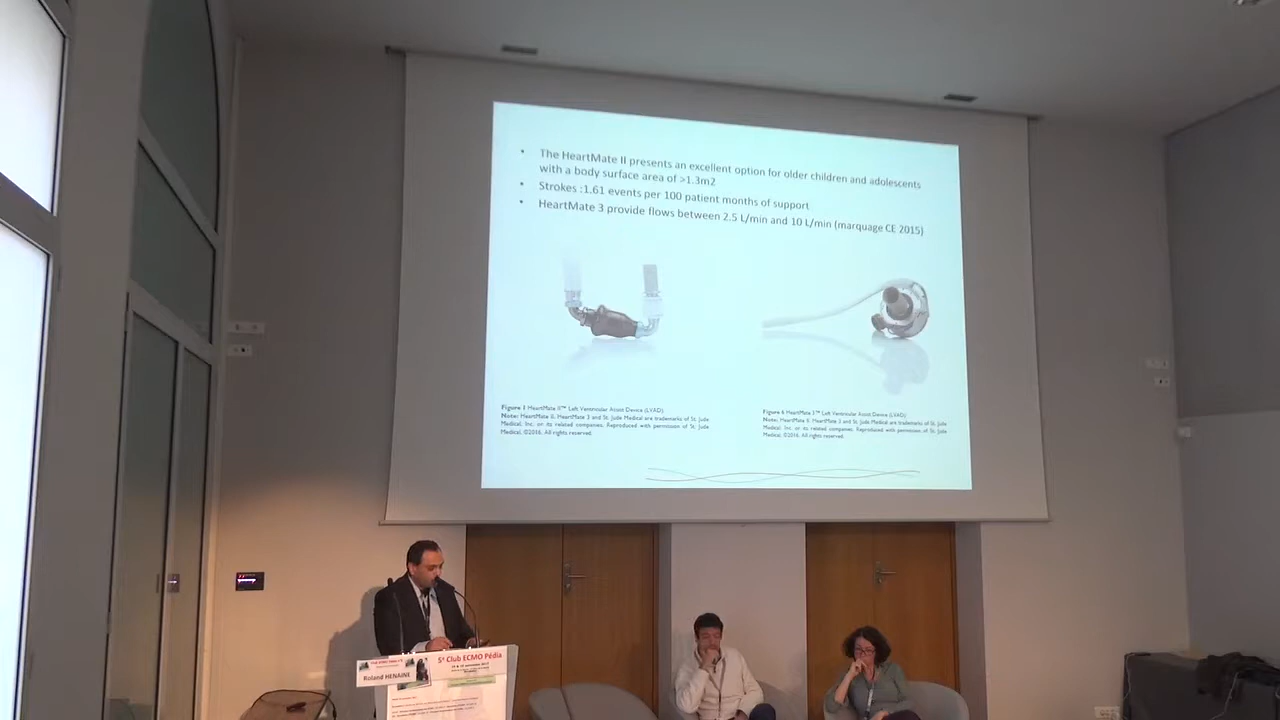 • The HeartMate II presents an excellent option for older children and adolescents
with a body surface area of >1.3m2
• Strokes :1.61 events per 100 patient months of support
• HeartMate 3 provide flows between 2.5 L/min and 10 L/min (marquage CE 2015)
Figure 1 HeartMate II™ Left Ventricular Assist Device (LVAD)
Note: HeartMate II, HeartMate 3 and St. Jude Medical are trademarks of St. Jude
Medical, Inc. or its related companies. Reproduced with permission of St. Jude
Medical, ©2016. All rights reserved.
Figure 6 HeartMate 3™ Left Ventricular Assist Device (LVAD)
Note: HeartMate II, HeartMate 3 and St. Jude Medical are trademarks of St. Jude
Medical, Inc. or its related companies. Reproduced with permission of St. Jude
Medical, ©2016. All rights reserved.
5e Club ECMO Pédia
Roland HENAINE